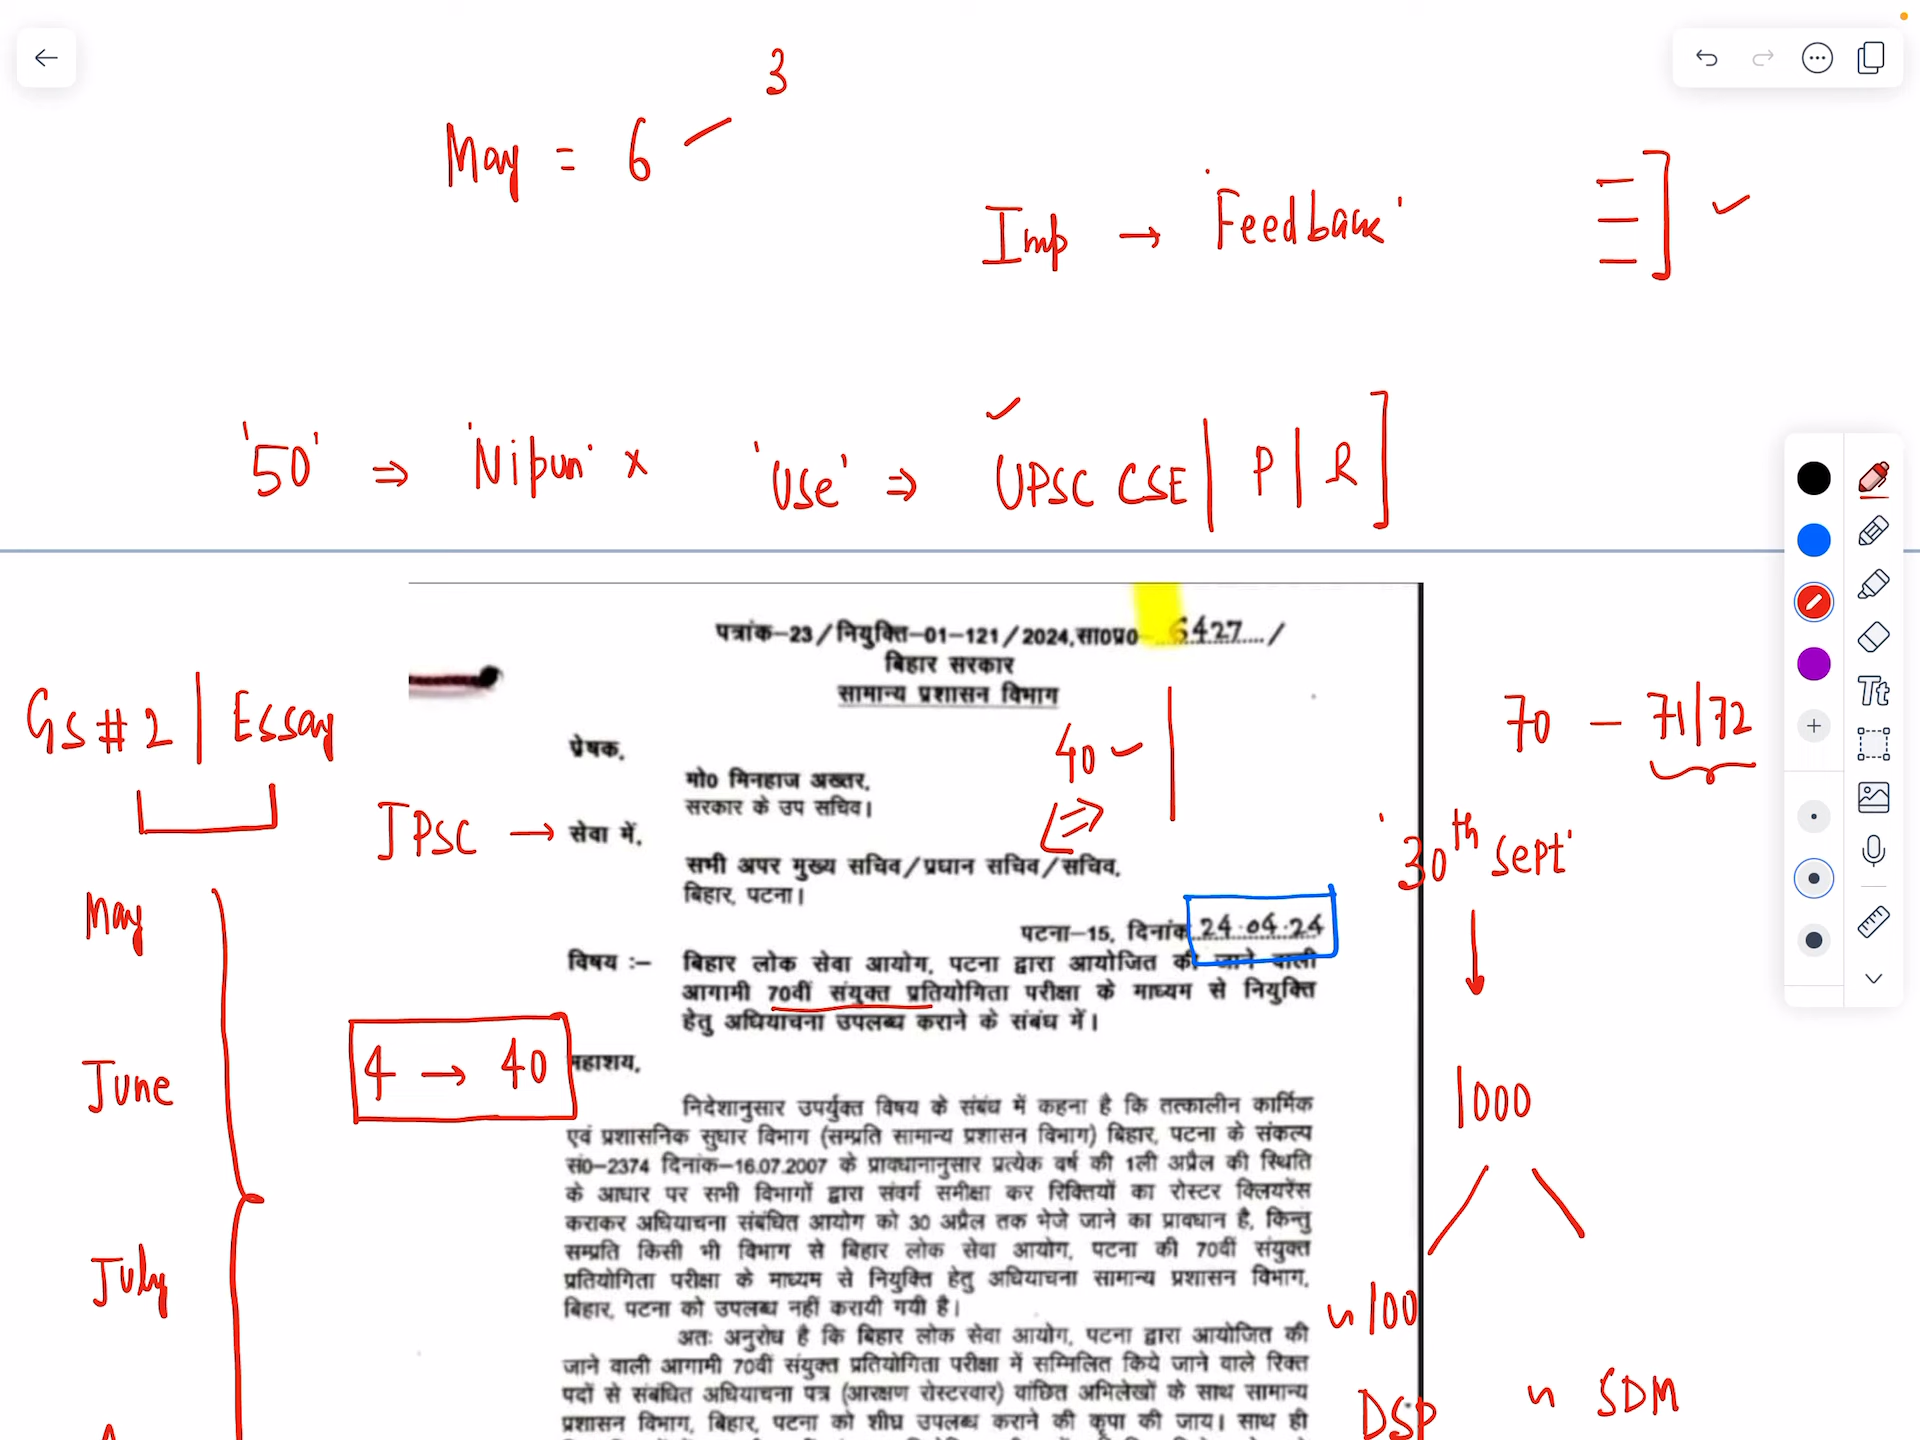 3
May = 6
Imp → 'Feedback'
'50' ⇒ 'Nipun' x 'Use' ⇒ UPSC CSE | P | R ]
पत्रांक-23/नियुक्ति-01-121/2024,सा0प्र0-6427/
बिहार सरकार
सामान्य प्रशासन विभाग
Gs # 2 | Essay
प्रेषक,
40
70 - 71|72
मो0 मिनहाज अख्तर,
सरकार के उप सचिव।
JPSC →
सेवा में,
'30th sept'
सभी अपर मुख्य सचिव/प्रधान सचिव/सचिव,
बिहार, पटना।
May
पटना-15, दिनांक 24.04.24
विषय :- बिहार लोक सेवा आयोग, पटना द्वारा आयोजित की जाने वाली
आगामी 70वीं संयुक्त प्रतियोगिता परीक्षा के माध्यम से नियुक्ति
हेतु अधियाचना उपलब्ध कराने के संबंध में।
4 → 40
महाशय,
June
1000
निदेशानुसार उपर्युक्त विषय के संबंध में कहना है कि तत्कालीन कार्मिक
एवं प्रशासनिक सुधार विभाग (सम्प्रति सामान्य प्रशासन विभाग) बिहार, पटना के संकल्प
सं0-2374 दिनांक-16.07.2007 के प्रावधानानुसार प्रत्येक वर्ष की 1ली अप्रैल की स्थिति
के आधार पर सभी विभागों द्वारा संवर्ग समीक्षा कर रिक्तियों का रोस्टर क्लियरेंस
कराकर अधियाचना संबंधित आयोग को 30 अप्रैल तक भेजे जाने का प्रावधान है, किन्तु
सम्प्रति किसी भी विभाग से बिहार लोक सेवा आयोग, पटना की 70वीं संयुक्त
प्रतियोगिता परीक्षा के माध्यम से नियुक्ति हेतु अधियाचना सामान्य प्रशासन विभाग,
बिहार, पटना को उपलब्ध नहीं करायी गयी है।
July
~100
अतः अनुरोध है कि बिहार लोक सेवा आयोग, पटना द्वारा आयोजित की
जाने वाली आगामी 70वीं संयुक्त प्रतियोगिता परीक्षा में सम्मिलित किये जाने वाले रिक्त
पदों से संबंधित अधियाचना पत्र (आरक्षण रोस्टरवार) वांछित अभिलेखों के साथ सामान्य
प्रशासन विभाग, बिहार, पटना को शीघ्र उपलब्ध कराने की कृपा की जाय। साथ ही
DSP
~ SDM
Tt